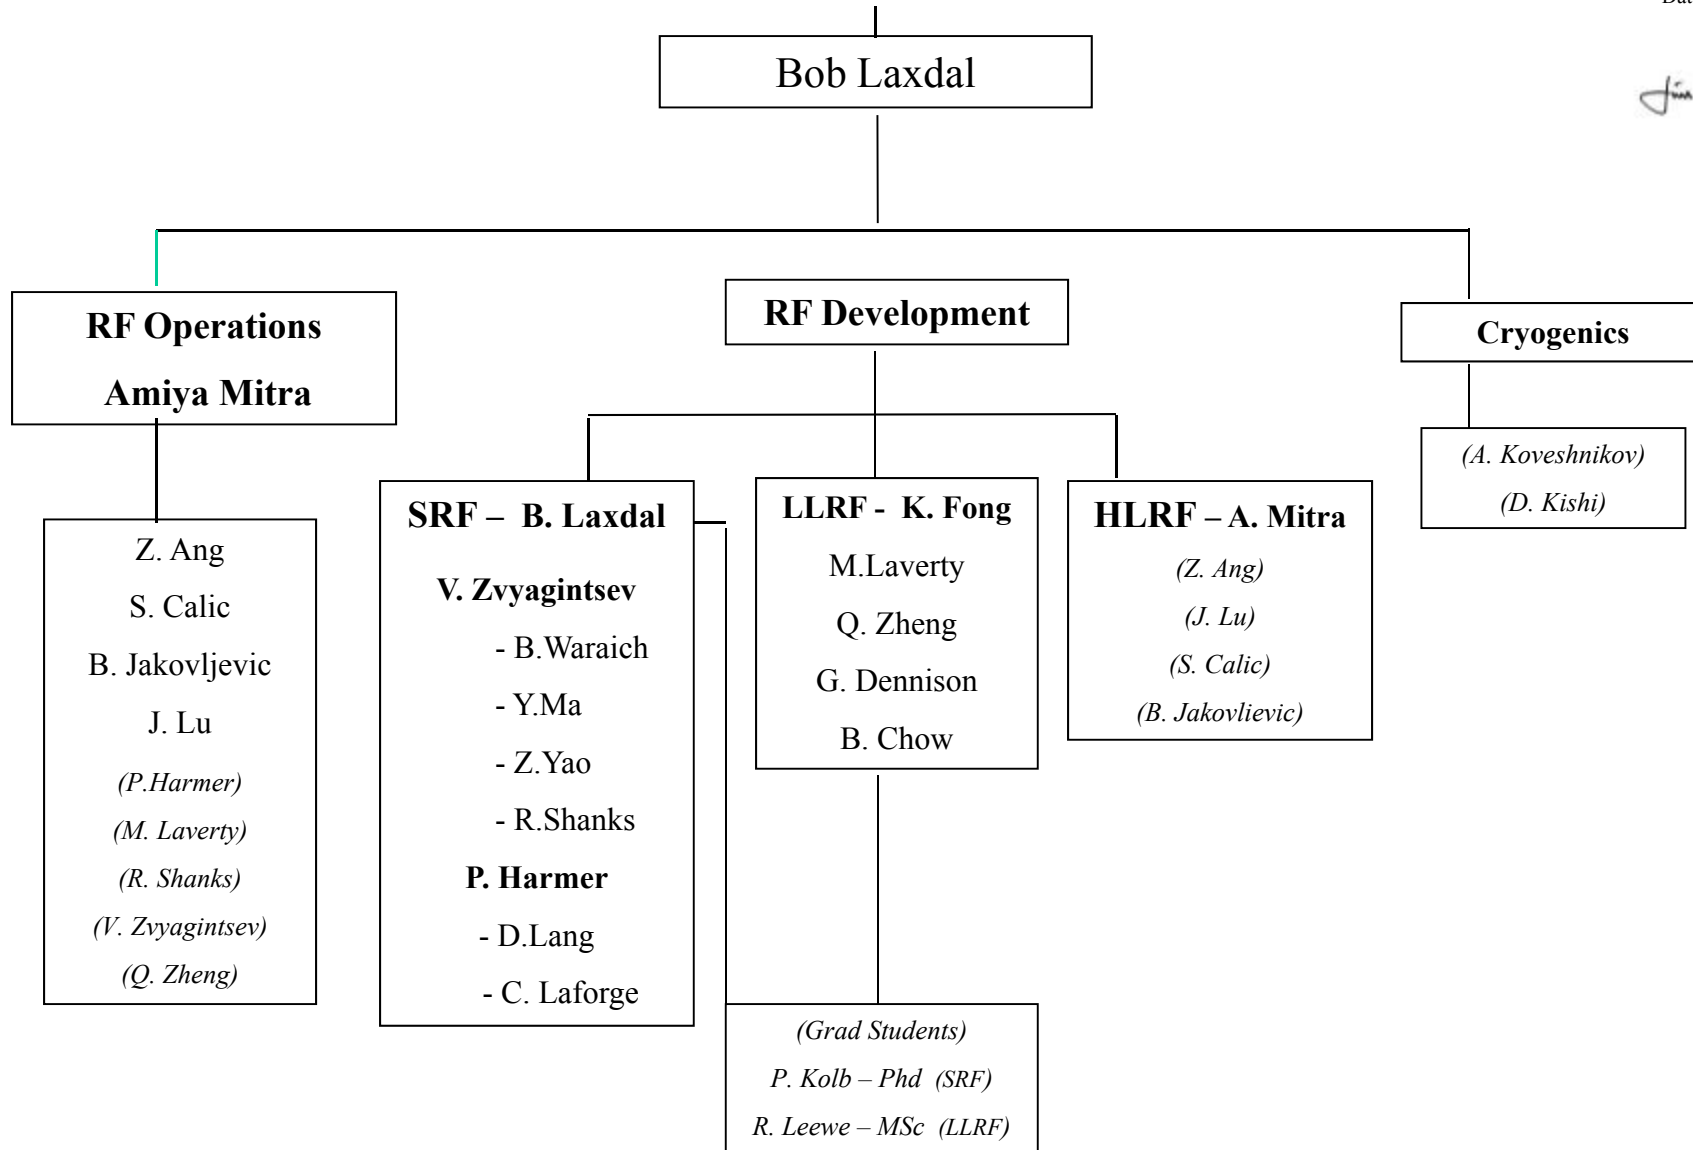 Bob Laxdal
RF Operations
Amiya Mitra
RF Development
Cryogenics
Z. Ang
S. Calic
B. Jakovljevic
J. Lu
(P.Harmer)
(M. Laverty)
(R. Shanks)
(V. Zvyagintsev)
(Q. Zheng)
SRF – B. Laxdal
V. Zvyagintsev
- B.Waraich
- Y.Ma
- Z.Yao
- R.Shanks
P. Harmer
- D.Lang
- C. Laforge
LLRF - K. Fong
M.Laverty
Q. Zheng
G. Dennison
B. Chow
(Grad Students)
P. Kolb – Phd (SRF)
R. Leewe – MSc (LLRF)
HLRF – A. Mitra
(Z. Ang)
(J. Lu)
(S. Calic)
(B. Jakovlievic)
(A. Koveshnikov)
(D. Kishi)